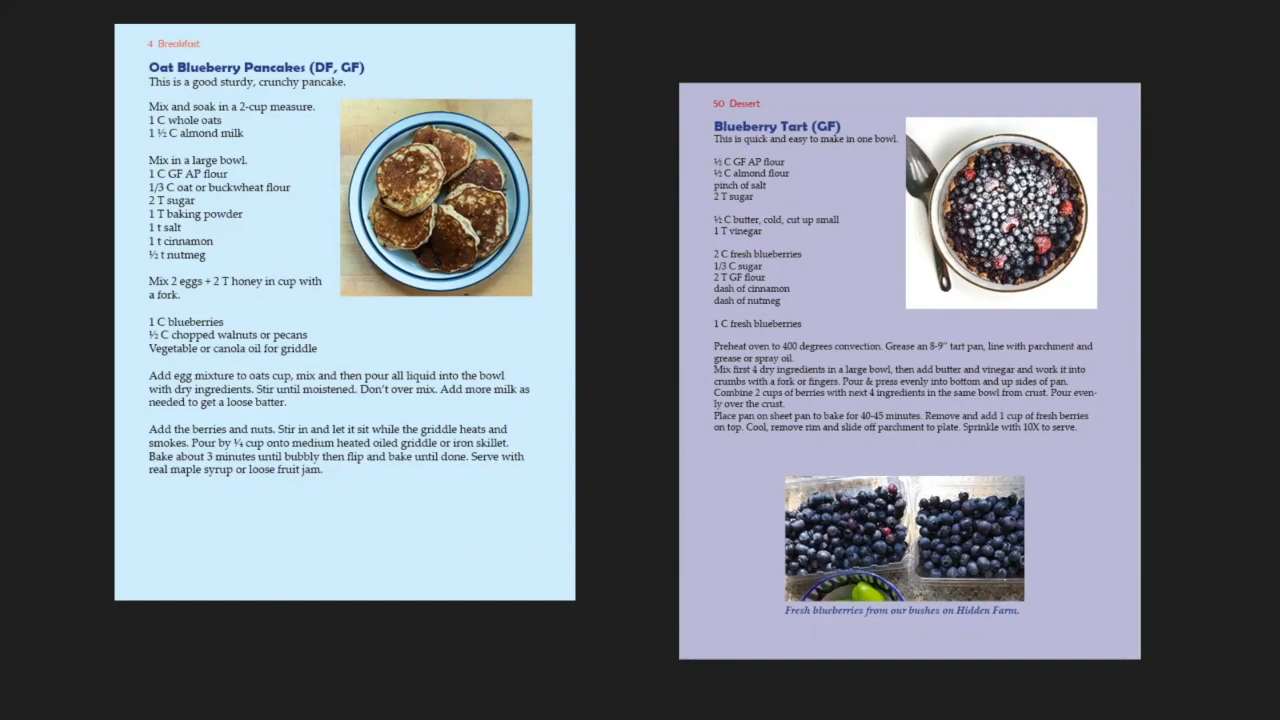 4 Breakfast
Oat Blueberry Pancakes (DF, GF)
This is a good sturdy, crunchy pancake.
Mix and soak in a 2-cup measure.
1 C whole oats
1 ½ C almond milk
Mix in a large bowl.
1 C GF AP flour
1/3 C oat or buckwheat flour
2 T sugar
1 T baking powder
1 t salt
1 t cinnamon
½ t nutmeg
Mix 2 eggs + 2 T honey in cup with
a fork.
1 C blueberries
½ C chopped walnuts or pecans
Vegetable or canola oil for griddle
Add egg mixture to oats cup, mix and then pour all liquid into the bowl
with dry ingredients. Stir until moistened. Don't over mix. Add more milk as
needed to get a loose batter.
Add the berries and nuts. Stir in and let it sit while the griddle heats and
smokes. Pour by ¼ cup onto medium heated oiled griddle or iron skillet.
Bake about 3 minutes until bubbly then flip and bake until done. Serve with
real maple syrup or loose fruit jam.
50 Dessert
Blueberry Tart (GF)
This is quick and easy to make in one bowl.
½ C GF AP flour
½ C almond flour
pinch of salt
2 T sugar
½ C butter, cold, cut up small
1 T vinegar
2 C fresh blueberries
1/3 C sugar
2 T GF flour
dash of cinnamon
dash of nutmeg
1 C fresh blueberries
Preheat oven to 400 degrees convection. Grease an 8-9" tart pan, line with parchment and
grease or spray oil.
Mix first 4 dry ingredients in a large bowl, then add butter and vinegar and work it into
crumbs with a fork or fingers. Pour & press evenly into bottom and up sides of pan.
Combine 2 cups of berries with next 4 ingredients in the same bowl from crust. Pour even-
ly over the crust.
Place pan on sheet pan to bake for 40-45 minutes. Remove and add 1 cup of fresh berries
on top. Cool, remove rim and slide off parchment to plate. Sprinkle with 10X to serve.
Fresh blueberries from our bushes on Hidden Farm.